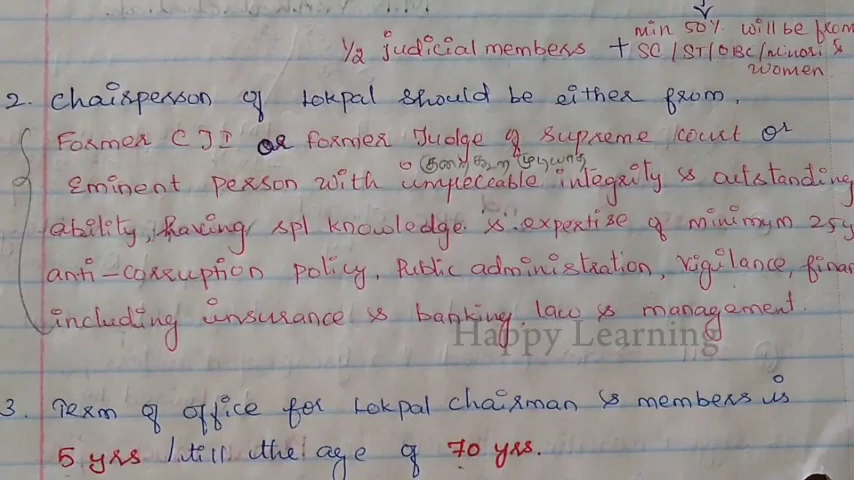 min 50% will be from
1/2 judicial members + SC/ST/OBC/Minori &
women
2. Chairperson of Lokpal should be either from,
Former CJI or former Judge of Supreme court or
குறைகூற முடியாத
Eminent person with impeccable integrity & outstanding
ability, having spl knowledge & expertise of minimum 25y
anti-corruption policy, Public administration, vigilance, finan
including insurance & banking, law & management.
Happy Learning
3. Term of office for Lokpal chairman & members is
5 yrs / till the age of 70 yrs.